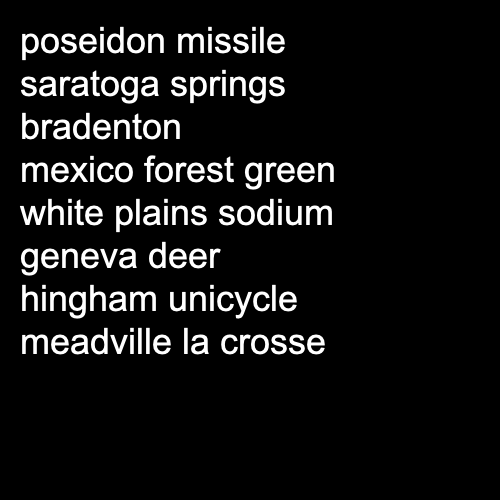 poseidon missile
saratoga springs
bradenton
mexico forest green
white plains sodium
geneva deer
hingham unicycle
meadville la crosse